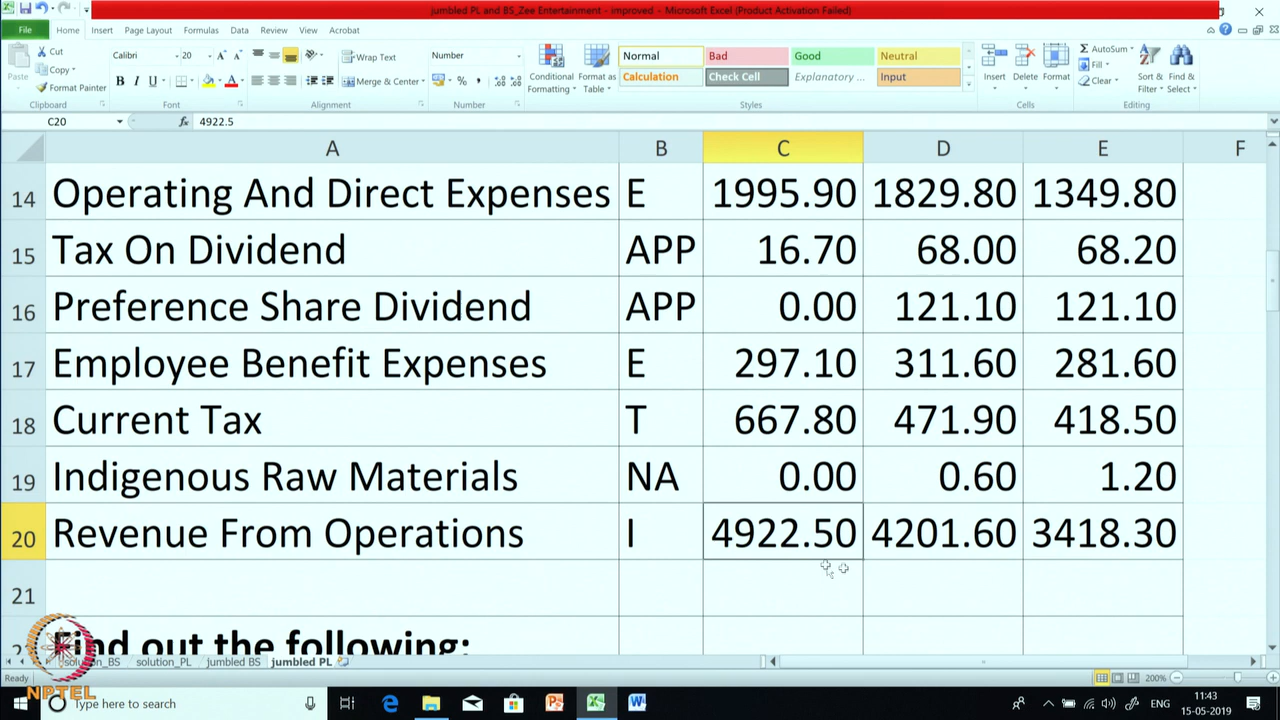 jumbled PL and BS_Zee Entertainment - improved - Microsoft Excel (Product Activation Failed)
File Home Insert Page Layout Formulas Data Review View Acrobat
Paste
Cut
Copy
Format Painter
Clipboard
Calibri 20
B I U
Font
Wrap Text
Merge & Center
Alignment
Number
Number
Conditional Formatting
Format as Table
Normal Bad Good Neutral
Calculation Check Cell Explanatory ... Input
Styles
Insert Delete Format
Cells
AutoSum
Fill
Clear
Sort & Filter
Find & Select
Editing
C20 fx 4922.5
A B C D E F
14 Operating And Direct Expenses E 1995.90 1829.80 1349.80
15 Tax On Dividend APP 16.70 68.00 68.20
16 Preference Share Dividend APP 0.00 121.10 121.10
17 Employee Benefit Expenses E 297.10 311.60 281.60
18 Current Tax T 667.80 471.90 418.50
19 Indigenous Raw Materials NA 0.00 0.60 1.20
20 Revenue From Operations I 4922.50 4201.60 3418.30
21
Find out the following:
solution_PL jumbled BS jumbled PL
Ready 200%
NPTEL
Type here to search
ENG
11:43
15-05-2019